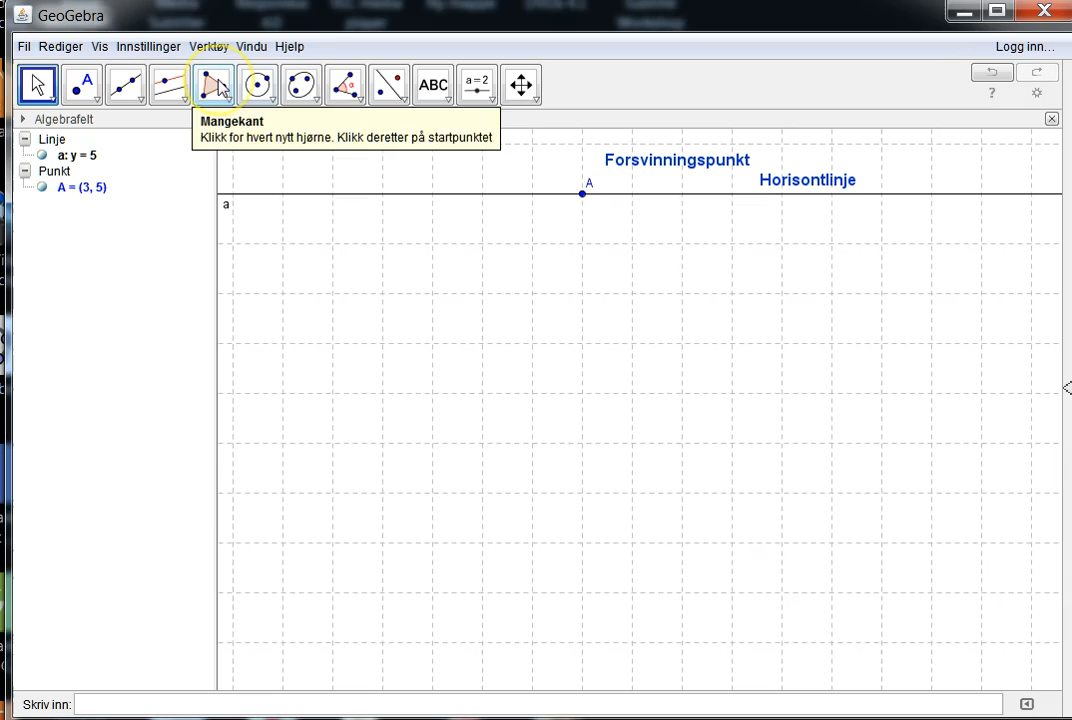 GeoGebra
Fil Rediger Vis Innstillinger Verktøy Vindu Hjelp
Logg inn...
A
α
ABC
a=2
?
Algebrafelt
Mangekant
Klikk for hvert nytt hjørne. Klikk deretter på startpunktet
Linje
a: y = 5
Punkt
A = (3, 5)
Forsvinningspunkt
Horisontlinje
A
a
Skriv inn: